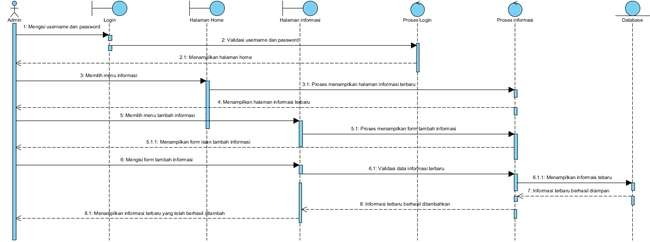 Admin
Login
Halaman Home
Halaman informasi
Proses Login
Proses informasi
Database
1: Mengisi username dan password
2: Validasi username dan password
2.1: Menampilkan halaman home
3: Memilih menu informasi
3.1: Proses menampilkan halaman informasi terbaru
4: Menampilkan halaman informasi terbaru
5: Memilih menu tambah informasi
5.1: Proses menampilkan form tambah informasi
5.1.1: Menampilkan form isian tambah informasi
6: Mengisi form tambah informasi
6.1: Validasi data informasi terbaru
6.1.1: Menampilkan informasi terbaru
7: Informasi terbaru berhasil disimpan
8: Informasi terbaru berhasil ditambahkan
8.1: Menampilkan informasi terbaru yang telah berhasil ditambah